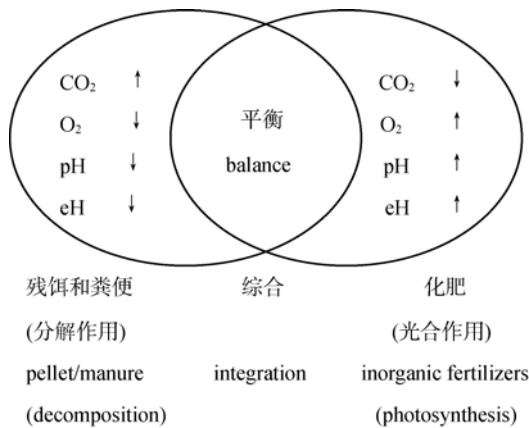 CO₂ ↑ CO₂ ↓
O₂ ↓ 平衡 O₂ ↑
pH ↓ balance pH ↑
eH ↓ eH ↑
残饵和粪便 综合 化肥
(分解作用) (光合作用)
pellet/manure integration inorganic fertilizers
(decomposition) (photosynthesis)